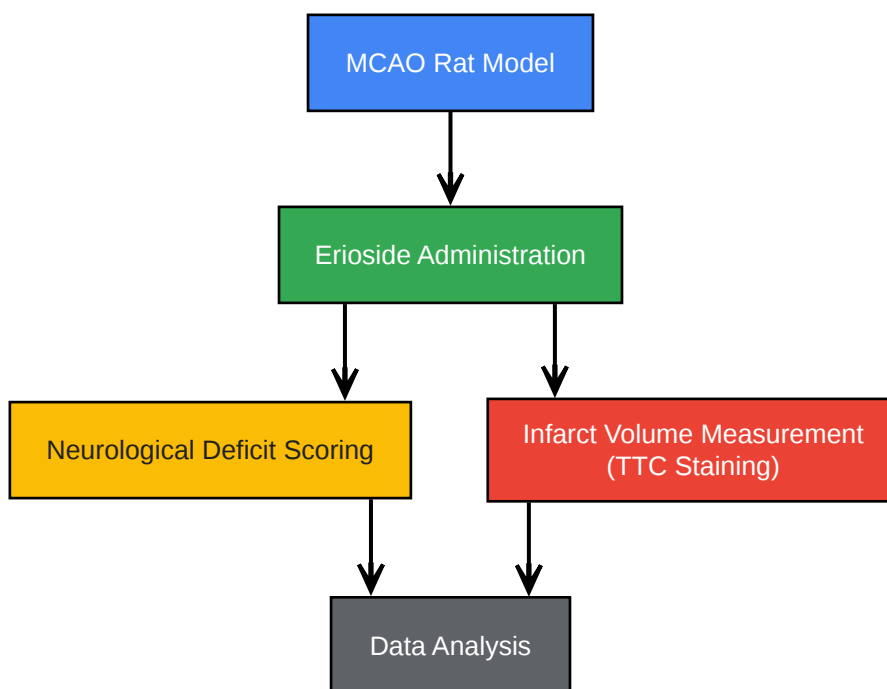 MCAO Rat Model
Erioside Administration
Neurological Deficit Scoring
Infarct Volume Measurement
(TTC Staining)
Data Analysis